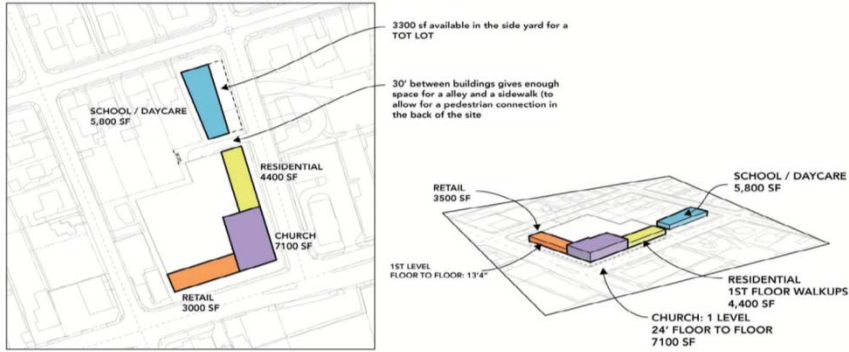 3300 sf available in the side yard for a
TOT LOT
30' between buildings gives enough
space for a alley and a sidewalk (to
allow for a pedestrian connection in
the back of the site
SCHOOL / DAYCARE
5,800 SF
RESIDENTIAL
4400 SF
CHURCH
7100 SF
RETAIL
3000 SF
SCHOOL / DAYCARE
5,800 SF
RETAIL
3500 SF
1ST LEVEL
FLOOR TO FLOOR: 13'4"
RESIDENTIAL
1ST FLOOR WALKUPS
4,400 SF
CHURCH: 1 LEVEL
24' FLOOR TO FLOOR
7100 SF